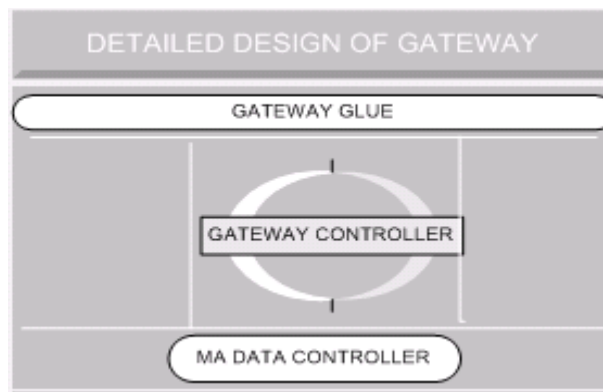 DETAILED DESIGN OF GATEWAY
GATEWAY GLUE
GATEWAY CONTROLLER
MA DATA CONTROLLER